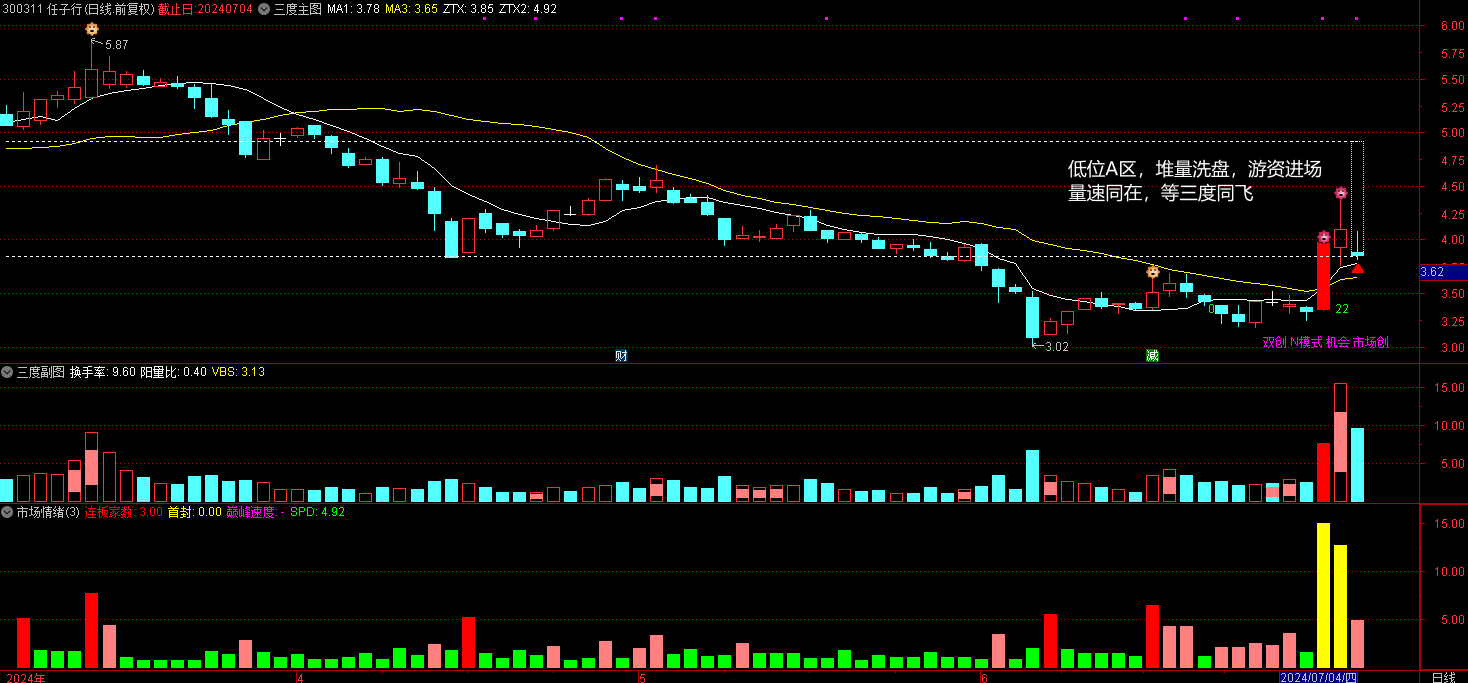 300311 任子行(日线.前复权) 截止日:20240704 三度主图 MA1: 3.78 MA3: 3.65 ZTX: 3.85 ZTX2: 4.92
6.00
5.87
5.75
5.50
5.25
5.00
4.75
低位A区，堆量洗盘，游资进场
4.50
量速同在，等三度同飞
4.25
4.00
3.62
3.50
0
22
3.25
双创 N模式 机会 市场创
3.02
3.00
财
减
三度副图 换手率: 9.60 阳量比: 0.40 VBS: 3.13
15.00
10.00
5.00
市场情绪(3) 连板家数: 3.00 首封: 0.00 巅峰速度: - SPD: 4.92
15.00
10.00
5.00
2024年
4
5
6
2024/07/04/四
日线